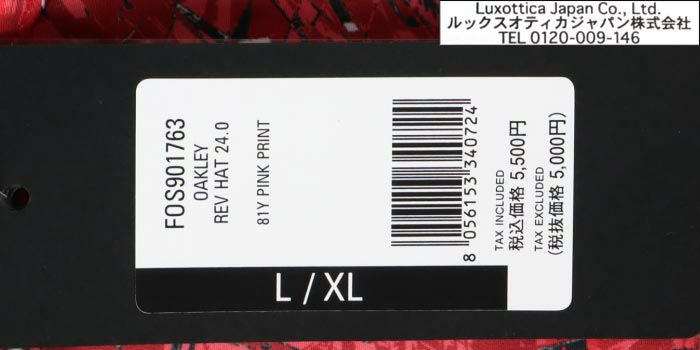 Luxottica Japan Co., Ltd.
ルックスオティカジャパン株式会社
TEL 0120-009-146
FOS901763
OAKLEY
REV HAT 24.0
81Y PINK PRINT
8 056153 340724
TAX INCLUDED
税込価格 5,500円
TAX EXCLUDED
(税抜価格 5,000円)
L / XL